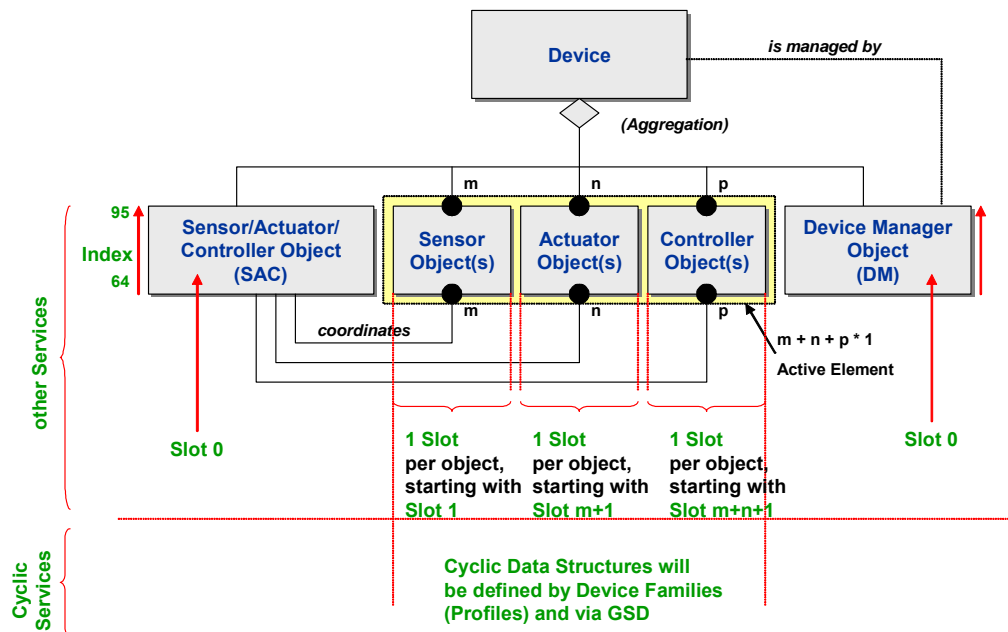 Device
is managed by
(Aggregation)
m
n
p
95
Index
64
Sensor/Actuator/
Controller Object
(SAC)
Sensor
Object(s)
Actuator
Object(s)
Controller
Object(s)
Device Manager
Object
(DM)
m
n
p
coordinates
m + n + p * 1
Active Element
other Services
Slot 0
1 Slot
per object,
starting with
Slot 1
1 Slot
per object,
starting with
Slot m+1
1 Slot
per object,
starting with
Slot m+n+1
Slot 0
Cyclic
Services
Cyclic Data Structures will
be defined by Device Families
(Profiles) and via GSD